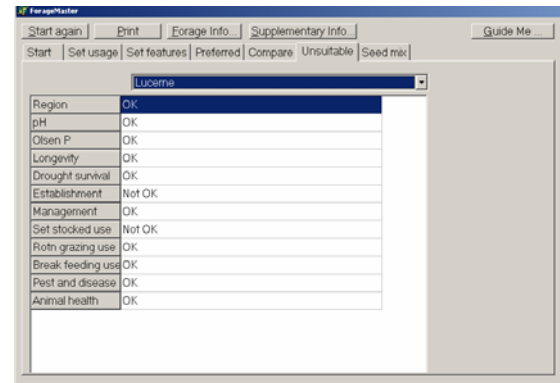 ForageMaster
Start again Print Forage Info... Supplementary Info... Guide Me ...
Start Set usage Set features Preferred Compare Unsuitable Seed mix
Lucerne
Region OK
pH OK
Olsen P OK
Longevity OK
Drought survival OK
Establishment Not OK
Management OK
Set stocked use Not OK
Rotn grazing use OK
Break feeding use OK
Pest and disease OK
Animal health OK